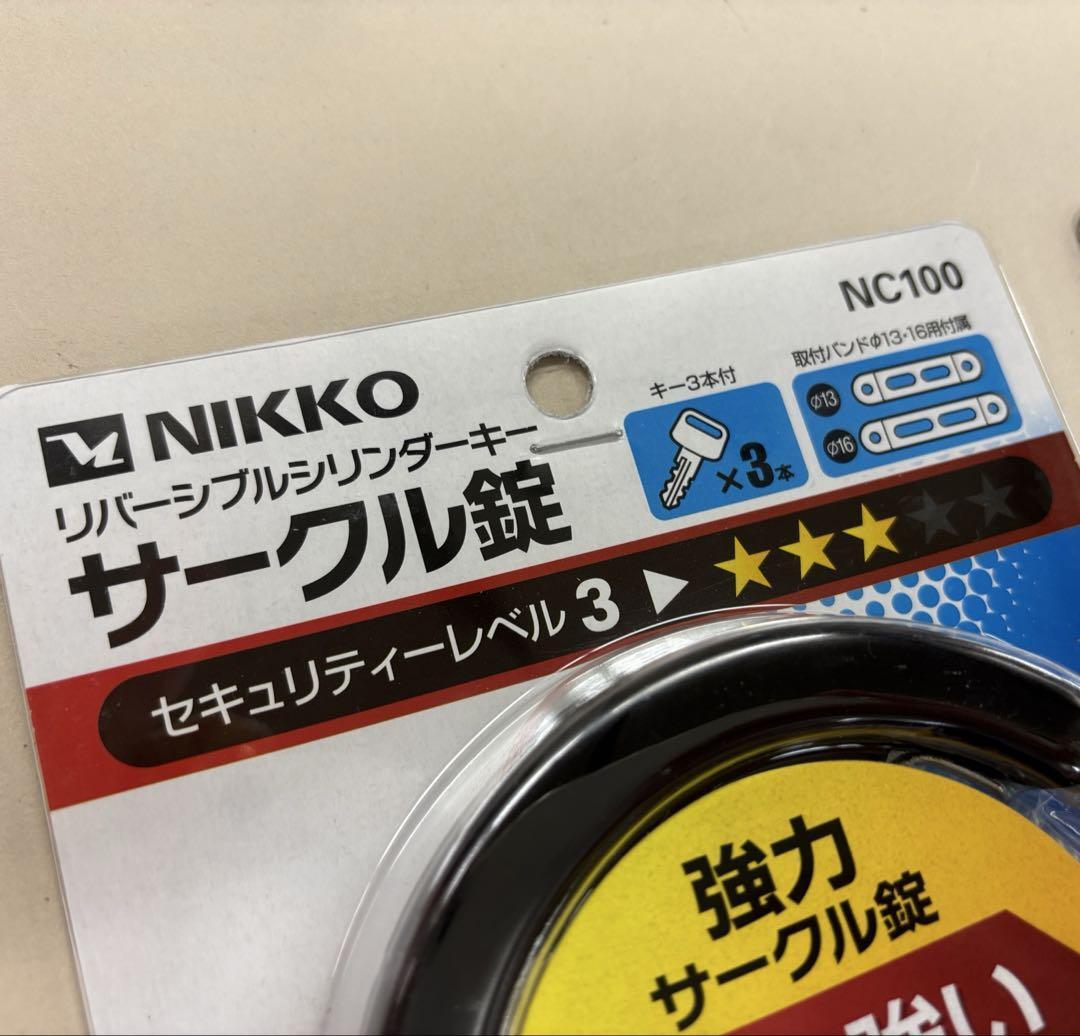 NC100
NIKKO
リバーシブルシリンダーキー
サークル錠
キー3本付
×3本
取付バンドφ13・16用付属
φ13
φ16
セキュリティーレベル 3
強力
サークル錠
強い)